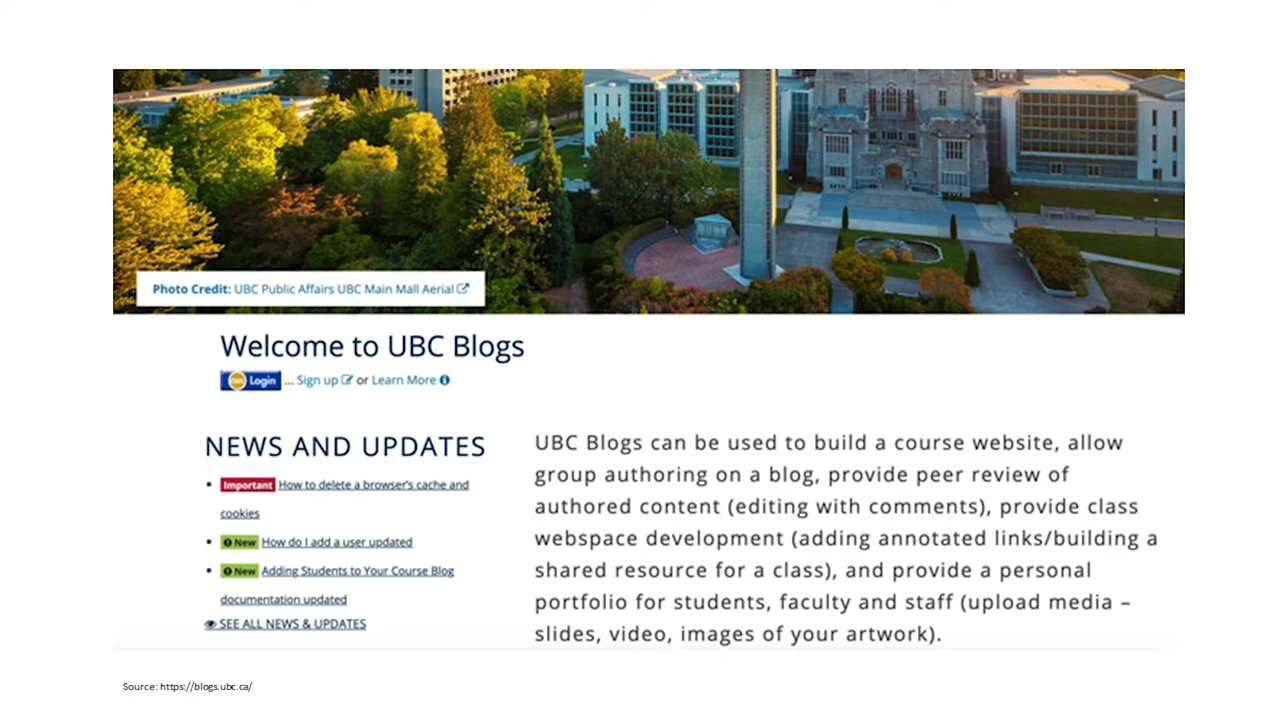 Photo Credit: UBC Public Affairs UBC Main Mall Aerial
Welcome to UBC Blogs
CWL Login ... Sign up or Learn More
NEWS AND UPDATES
• Important How to delete a browser's cache and
cookies
• New How do I add a user updated
• New Adding Students to Your Course Blog
documentation updated
SEE ALL NEWS & UPDATES
UBC Blogs can be used to build a course website, allow
group authoring on a blog, provide peer review of
authored content (editing with comments), provide class
webspace development (adding annotated links/building a
shared resource for a class), and provide a personal
portfolio for students, faculty and staff (upload media –
slides, video, images of your artwork).
Source: https://blogs.ubc.ca/